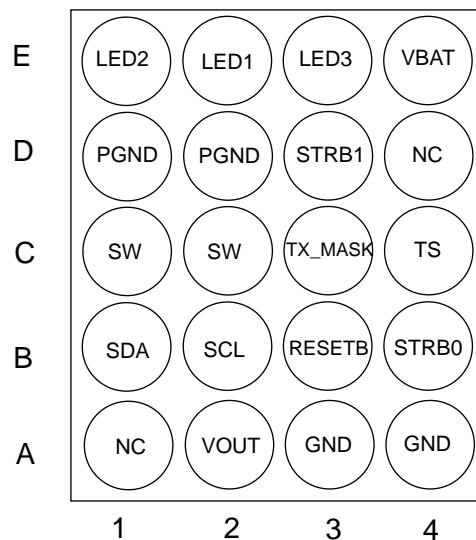 E LED2 LED1 LED3 VBAT
D PGND PGND STRB1 NC
C SW SW TX_MASK TS
B SDA SCL RESETB STRB0
A NC VOUT GND GND
1 2 3 4